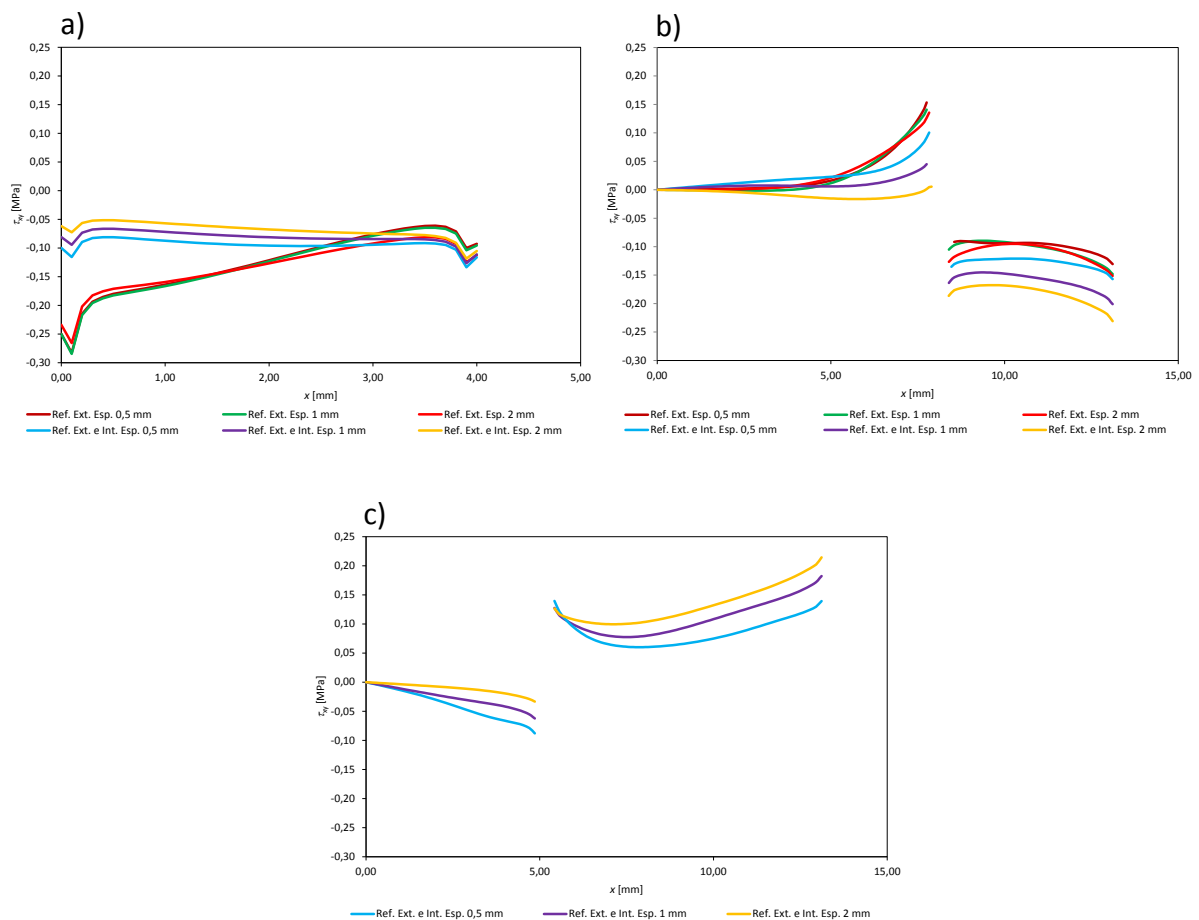 a)
0,25
0,20
0,15
0,10
0,05
0,00
-0,05
-0,10
-0,15
-0,20
-0,25
-0,30
τxy [MPa]
0,00 1,00 2,00 3,00 4,00 5,00
x [mm]
Ref. Ext. Esp. 0,5 mm Ref. Ext. Esp. 1 mm Ref. Ext. Esp. 2 mm
Ref. Ext. e Int. Esp. 0,5 mm Ref. Ext. e Int. Esp. 1 mm Ref. Ext. e Int. Esp. 2 mm
b)
0,25
0,20
0,15
0,10
0,05
0,00
-0,05
-0,10
-0,15
-0,20
-0,25
-0,30
τxy [MPa]
0,00 5,00 10,00 15,00
x [mm]
Ref. Ext. Esp. 0,5 mm Ref. Ext. Esp. 1 mm Ref. Ext. Esp. 2 mm
Ref. Ext. e Int. Esp. 0,5 mm Ref. Ext. e Int. Esp. 1 mm Ref. Ext. e Int. Esp. 2 mm
c)
0,25
0,20
0,15
0,10
0,05
0,00
-0,05
-0,10
-0,15
-0,20
-0,25
-0,30
τxy [MPa]
0,00 5,00 10,00 15,00
x [mm]
Ref. Ext. e Int. Esp. 0,5 mm Ref. Ext. e Int. Esp. 1 mm Ref. Ext. e Int. Esp. 2 mm